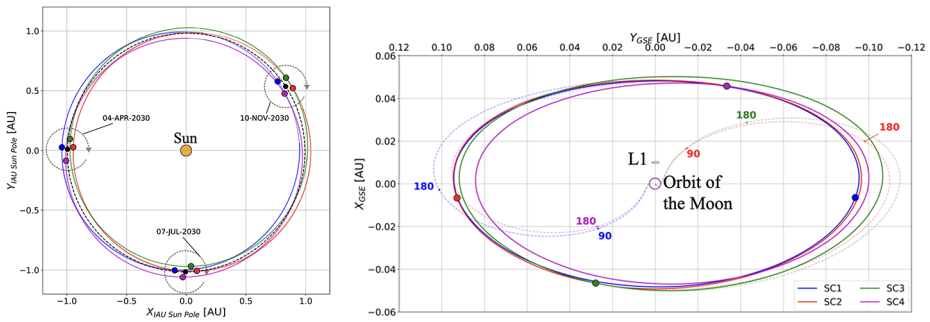 1.0
0.5
0.0
−0.5
−1.0
Y_IAU Sun Pole [AU]
10-NOV-2030
04-APR-2030
Sun
07-JUL-2030
−1.0 −0.5 0.0 0.5 1.0
X_IAU Sun Pole [AU]
Y_GSE [AU]
0.12 0.10 0.08 0.06 0.04 0.02 0.00 −0.02 −0.04 −0.06 −0.08 −0.10 −0.12
0.06
0.04
0.02
0.00
−0.02
−0.04
−0.06
X_GSE [AU]
180
180
90
L1
180
Orbit of
the Moon
180
90
SC1 SC3
SC2 SC4